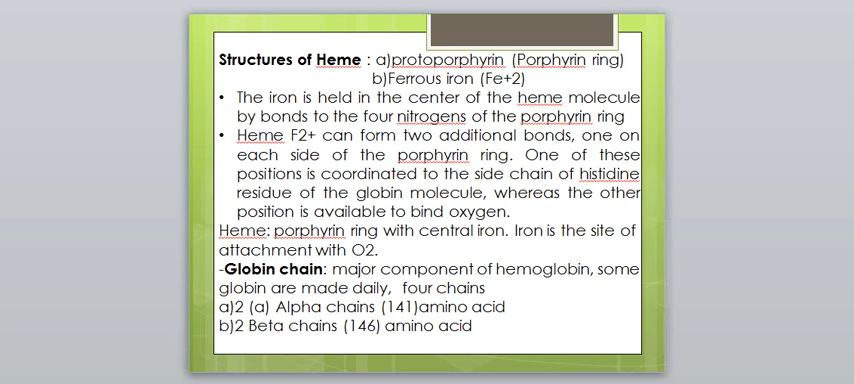 Structures of Heme : a)protoporphyrin (Porphyrin ring)
b)Ferrous iron (Fe+2)
• The iron is held in the center of the heme molecule
by bonds to the four nitrogens of the porphyrin ring
• Heme F2+ can form two additional bonds, one on
each side of the porphyrin ring. One of these
positions is coordinated to the side chain of histidine
residue of the globin molecule, whereas the other
position is available to bind oxygen.
Heme: porphyrin ring with central iron. Iron is the site of
attachment with O2.
-Globin chain: major component of hemoglobin, some
globin are made daily, four chains
a)2 (a) Alpha chains (141)amino acid
b)2 Beta chains (146) amino acid